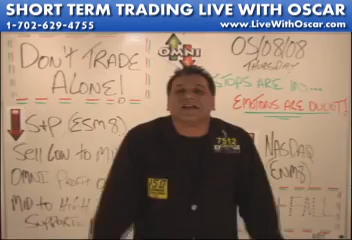 SHORT TERM TRADING LIVE WITH OSCAR
1-702-629-4755
www.LiveWithOscar.com
DON'T TRADE
ALONE!
OMNI
05/08/08
THURSDAY
STOPS ARE IN...
EMOTIONS ARE OUT!
S+P (ESM8)
SELL LOW TO MID
OMNI PROFIT
MID TO HIGH
SUPPORT
7512
NASDAQ
(ENM8)
FALL